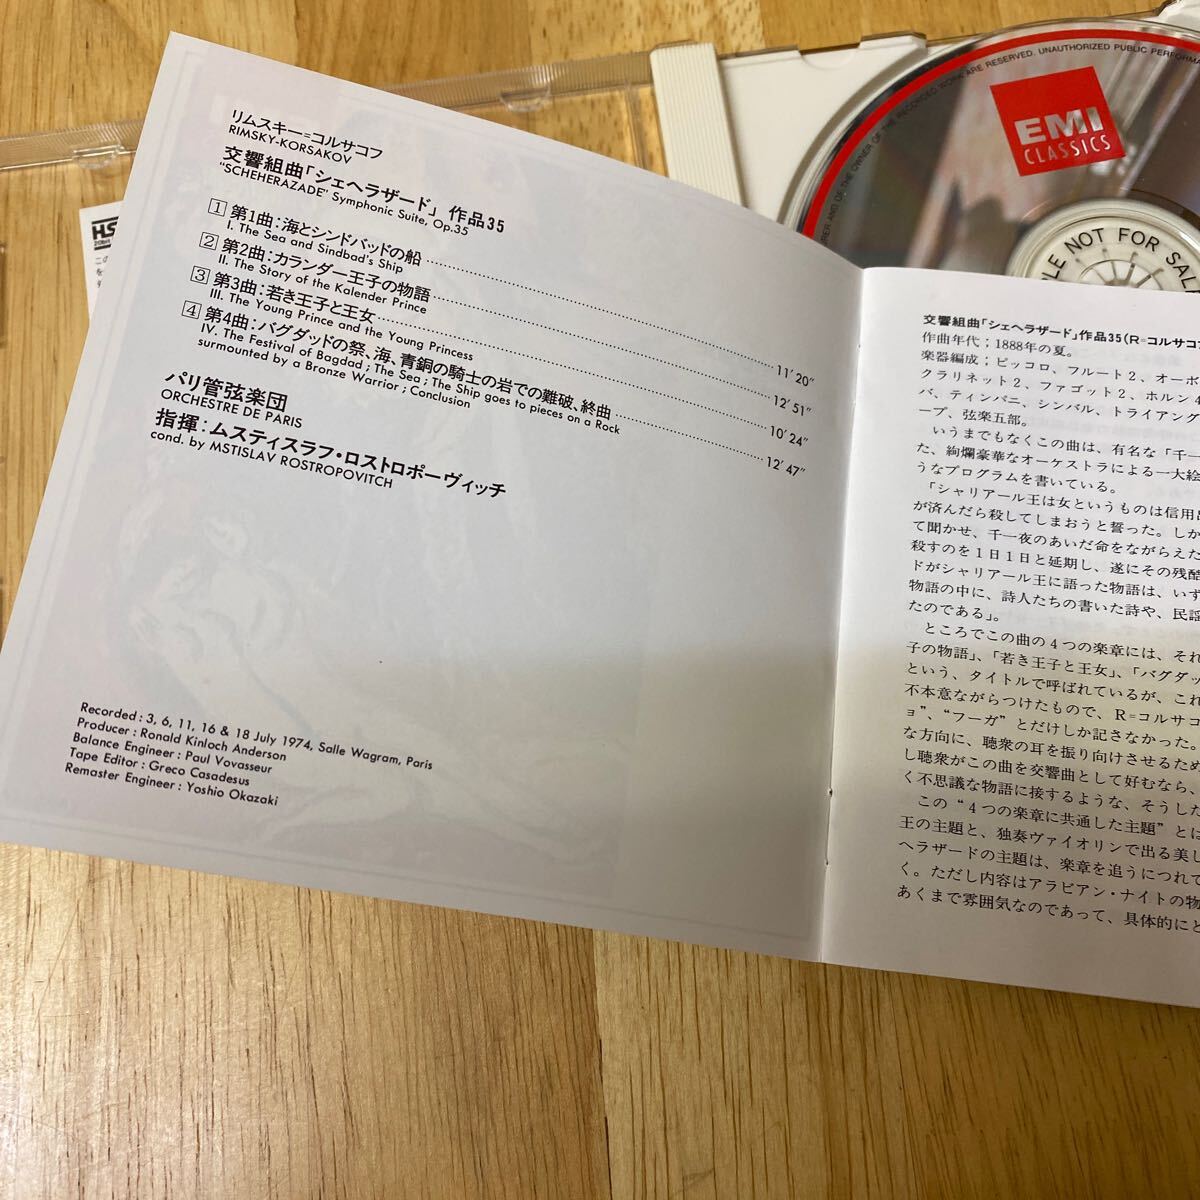 リムスキー=コルサコフ
RIMSKY-KORSAKOV
交響組曲「シェヘラザード」 作品35
"SCHEHERAZADE" Symphonic Suite, Op.35
1 第1曲:海とシンドバッドの船
I. The Sea and Sindbad's Ship
11'20"
2 第2曲:カランダー王子の物語
II. The Story of the Kalender Prince
12'51"
3 第3曲:若き王子と王女
III. The Young Prince and the Young Princess
10'24"
4 第4曲:バグダッドの祭、海、青銅の騎士の岩での難破、終曲
IV. The Festival of Bagdad ; The Sea ; The Ship goes to pieces on a Rock
surmounted by a Bronze Warrior ; Conclusion
12'47"
パリ管弦楽団
ORCHESTRE DE PARIS
指揮:ムスティスラフ・ロストロポーヴィッチ
cond. by MSTISLAV ROSTROPOVITCH
Recorded : 3, 6, 11, 16 & 18 July 1974, Salle Wagram, Paris
Producer : Ronald Kinloch Anderson
Balance Engineer : Paul Vovasseur
Tape Editor : Greco Casadesus
Remaster Engineer : Yoshio Okazaki
交響組曲「シェヘラザード」作品35(R=コルサコフ
作曲年代;1888年の夏。
楽器編成;ピッコロ、フルート2、オーボ
クラリネット2、ファゴット2、ホルン4
バ、ティンパニ、シンバル、トライアング
ープ、弦楽五部。
いうまでもなくこの曲は、有名な「千一
た、絢爛豪華なオーケストラによる一大絵
うなプログラムを書いている。
「シャリアール王は女というものは信用出
が済んだら殺してしまおうと誓った。しか
て聞かせ、千一夜のあいだ命をながらえた
殺すのを1日1日と延期し、遂にその残酷
ドがシャリアール王に語った物語は、いず
物語の中に、詩人たちの書いた詩や、民謡
たのである」。
ところでこの曲の4つの楽章には、それ
子の物語」、「若き王子と王女」、「バグダッ
という、タイトルで呼ばれているが、これ
不本意ながらつけたもので、R=コルサコ
ョ"、"フーガ"とだけしか記さなかった。
な方向に、聴衆の耳を振り向けさせるため
し聴衆がこの曲を交響曲として好むなら、
く不思議な物語に接するような、そうした
この"4つの楽章に共通した主題"とは
王の主題と、独奏ヴァイオリンで出る美し
ヘラザードの主題は、楽章を追うにつれて
く。ただし内容はアラビアン・ナイトの物
あくまで雰囲気なのであって、具体的にと
EMI
CLASSICS
NOT FOR SALE
OWNER OF THE RECORDED WORK ARE RESERVED. UNAUTHORIZED PUBLIC PERFORMA
HS
20bit